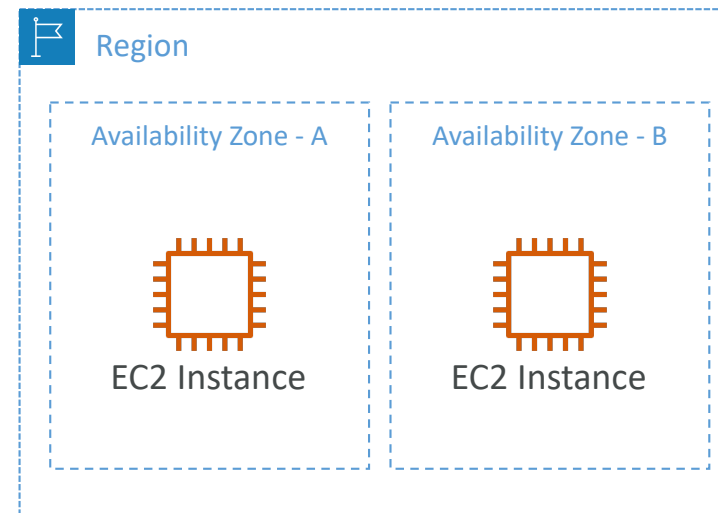 Region
Availability Zone - A
Availability Zone - B
EC2 Instance
EC2 Instance